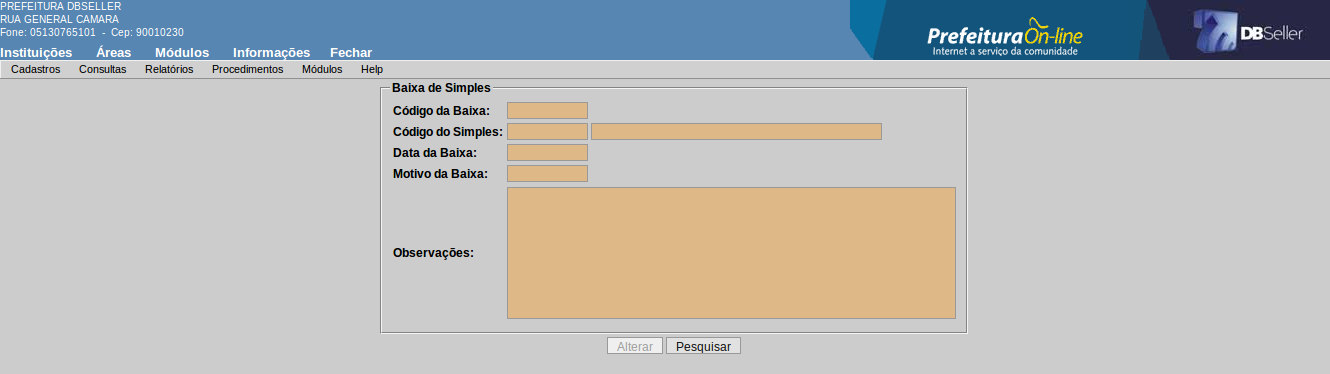 PREFEITURA DBSELLER
RUA GENERAL CAMARA
Fone: 05130765101 - Cep: 90010230
Prefeitura On-line
Internet a serviço da comunidade
DBSeller
Instituições Áreas Módulos Informações Fechar
Cadastros Consultas Relatórios Procedimentos Módulos Help
Baixa de Simples
Código da Baixa:
Código do Simples:
Data da Baixa:
Motivo da Baixa:
Observações:
Alterar Pesquisar